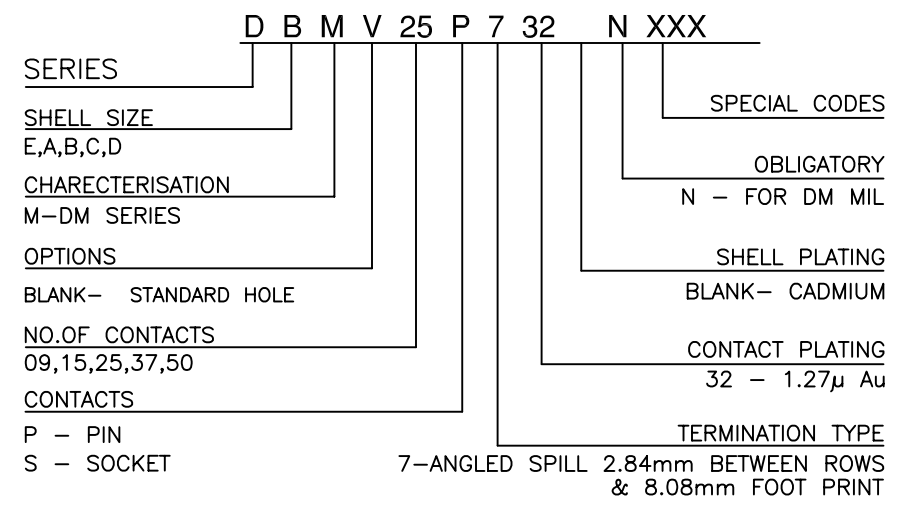 D B M V 25 P 7 32 N XXX
SERIES
SHELL SIZE
E,A,B,C,D
CHARECTERISATION
M-DM SERIES
OPTIONS
BLANK- STANDARD HOLE
NO.OF CONTACTS
09,15,25,37,50
CONTACTS
P - PIN
S - SOCKET
SPECIAL CODES
OBLIGATORY
N - FOR DM MIL
SHELL PLATING
BLANK- CADMIUM
CONTACT PLATING
32 - 1.27µ Au
TERMINATION TYPE
7-ANGLED SPILL 2.84mm BETWEEN ROWS
& 8.08mm FOOT PRINT